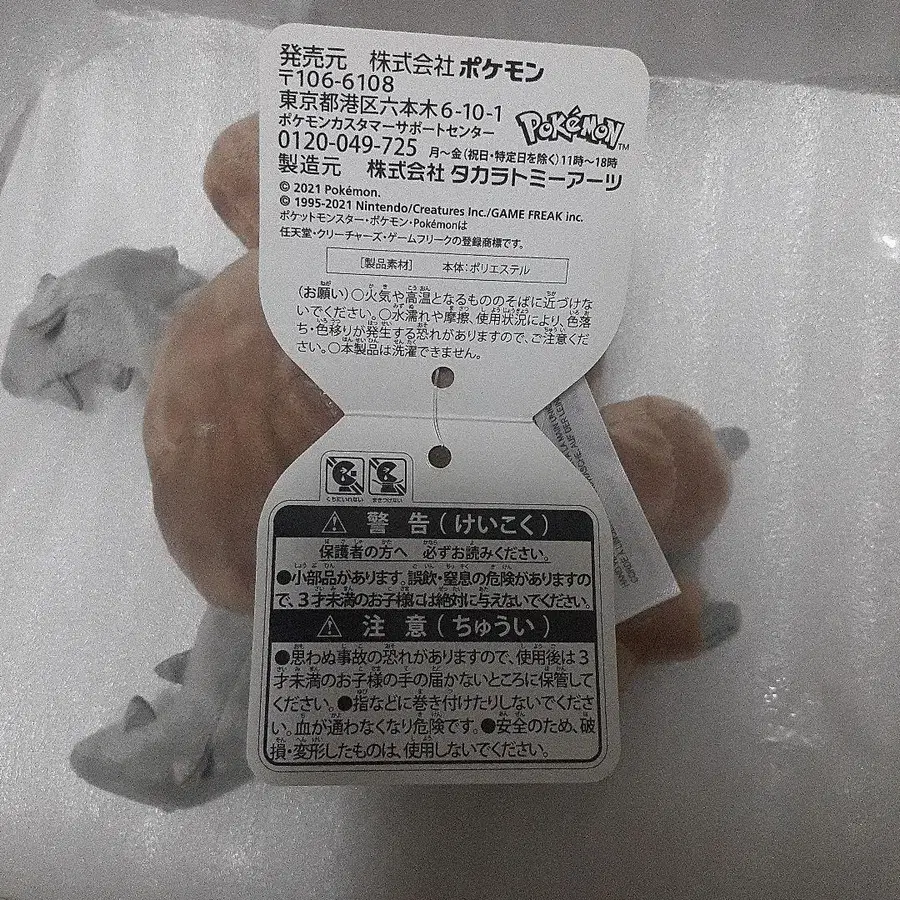 発売元 株式会社 ポケモン
〒106-6108
東京都港区六本木6-10-1
ポケモンカスタマーサポートセンター
POKéMON™
0120-049-725 月~金(祝日・特定日を除く)11時~18時
製造元 株式会社 タカラトミーアーツ
© 2021 Pokémon.
© 1995-2021 Nintendo/Creatures Inc./GAME FREAK inc.
ポケットモンスター・ポケモン・Pokémonは
任天堂・クリーチャーズ・ゲームフリークの登録商標です。
[製品素材] 本体:ポリエステル
(お願い)○火気や高温となるもののそばに近づけな
いでください。○水濡れや摩擦、使用状況により、色落
ち・色移りが発生する恐れがありますので、ご注意くだ
さい。○本製品は洗濯できません。
くちにいれない まきつけない
警告(けいこく)
保護者の方へ 必ずお読みください。
●小部品があります。誤飲・窒息の危険がありますの
で、3才未満のお子様には絶対に与えないでください。
注意(ちゅうい)
●思わぬ事故の恐れがありますので、使用後は3
才未満のお子様の手の届かないところに保管して
ください。●指などに巻き付けたりしないでくださ
い。血が通わなくなり危険です。●安全のため、破
損・変形したものは、使用しないでください。